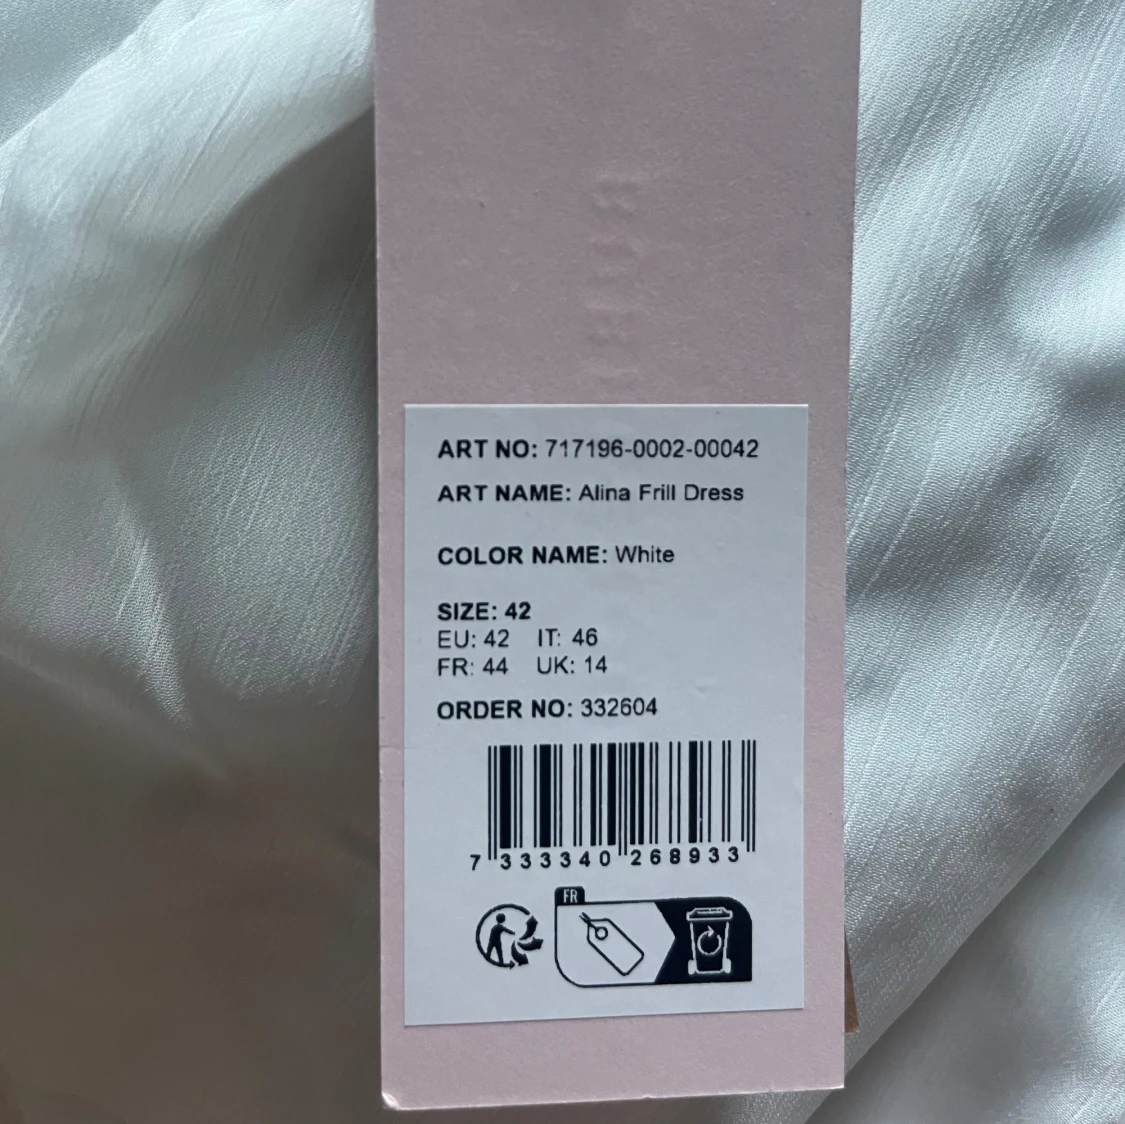 ART NO: 717196-0002-00042
ART NAME: Alina Frill Dress
COLOR NAME: White
SIZE: 42
EU: 42 IT: 46
FR: 44 UK: 14
ORDER NO: 332604
7 333340 268933
FR